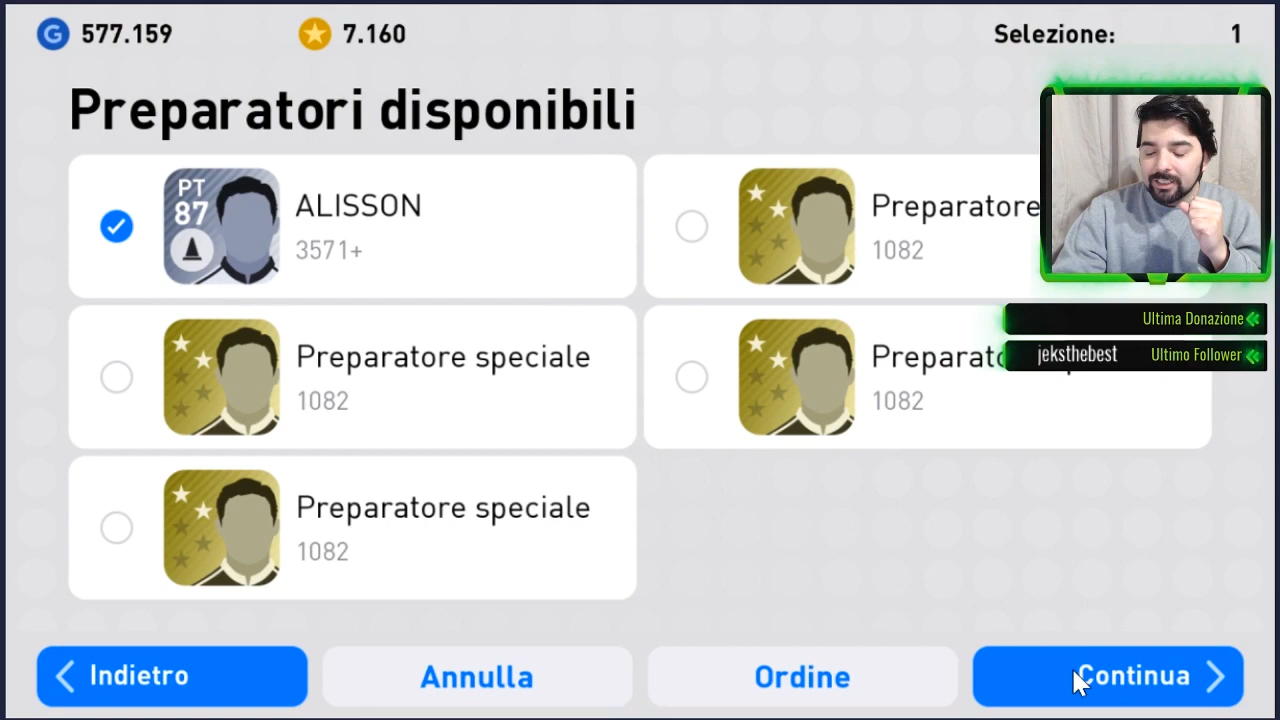 G 577.159
7.160
Selezione: 1
Preparatori disponibili
PT
87
ALISSON
3571+
Preparatore
1082
Preparatore speciale
1082
1082
Preparatore speciale
1082
Ultima Donazione
jeksthebest Ultimo Follower
Indietro
Annulla
Ordine
Continua